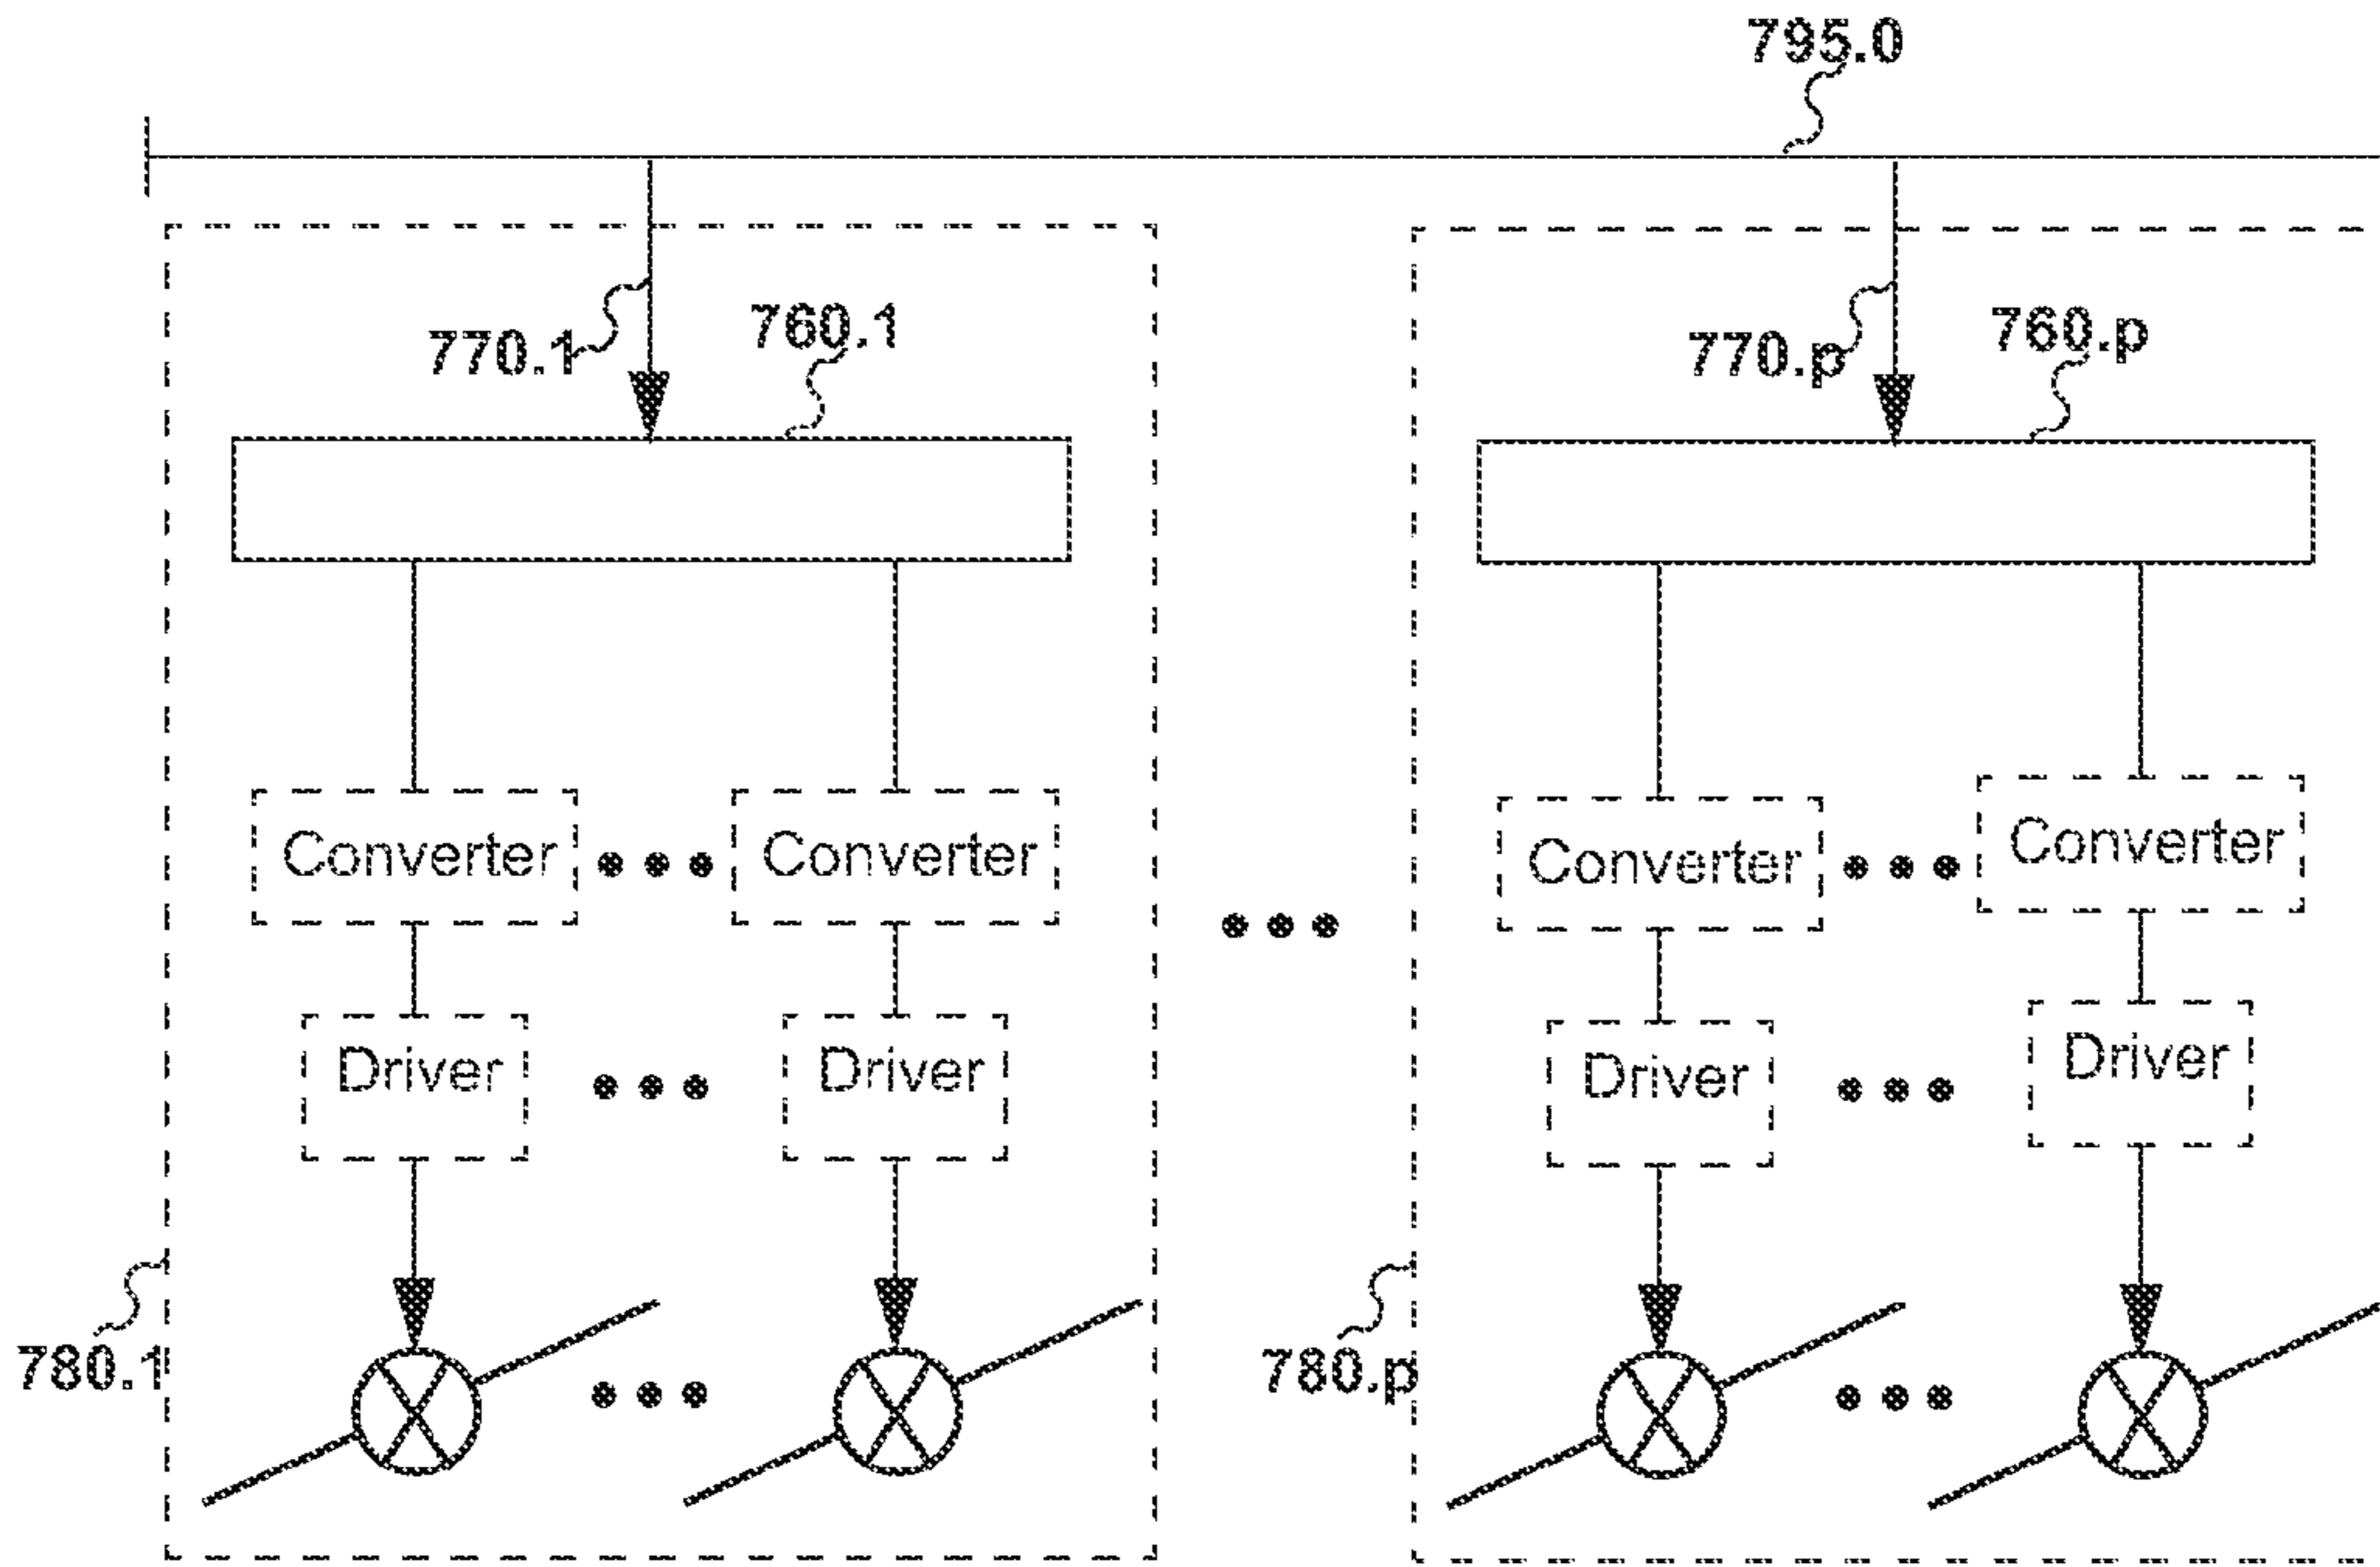 795.0
770.1 760.1 770.p 760.p
Converter Converter Converter Converter
Driver Driver Driver Driver
780.1 780.p